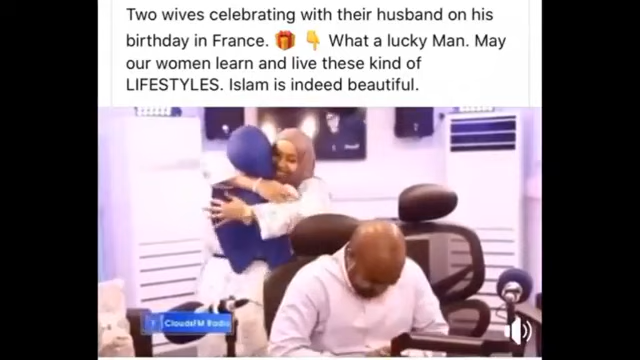 Two wives celebrating with their husband on his
birthday in France. 🎁 👇 What a lucky Man. May
our women learn and live these kind of
LIFESTYLES. Islam is indeed beautiful.
CloudsFM Radio